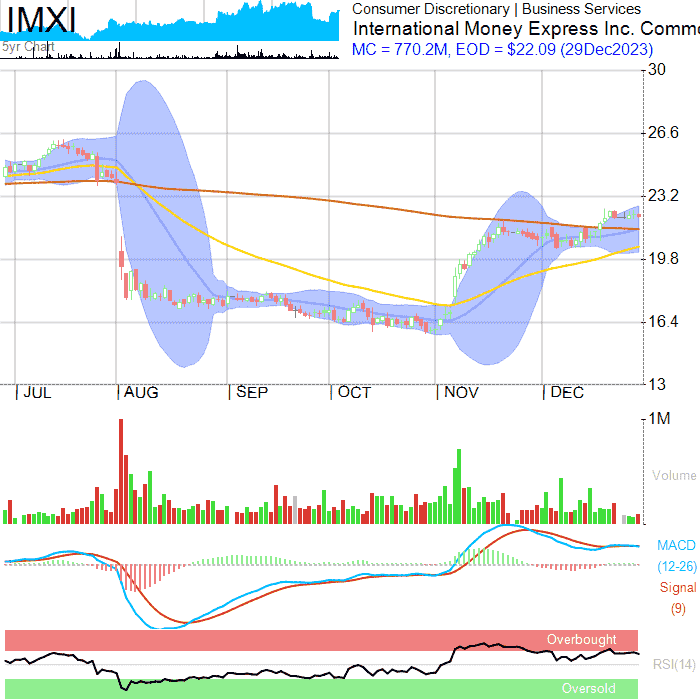 IMXI
5yr Chart
Consumer Discretionary | Business Services
International Money Express Inc. Commo
MC = 770.2M, EOD = $22.09 (29Dec2023)
30
26.6
23.2
19.8
16.4
13
JUL AUG SEP OCT NOV DEC
1M
Volume
MACD
(12-26)
Signal
(9)
Overbought
RSI(14)
Oversold